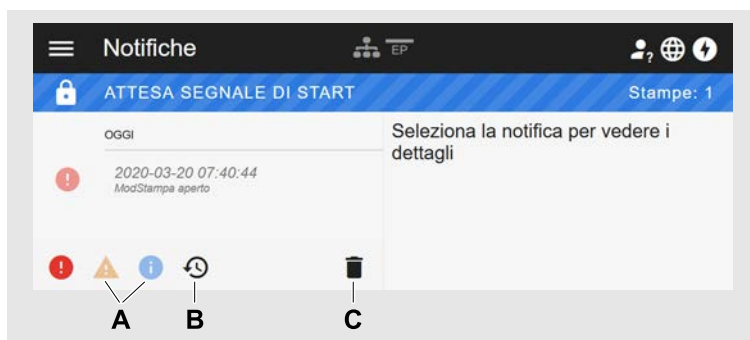 Notifiche
EP
?
ATTESA SEGNALE DI START
Stampe: 1
OGGI
2020-03-20 07:40:44
ModStampa aperto
Seleziona la notifica per vedere i
dettagli
A
B
C